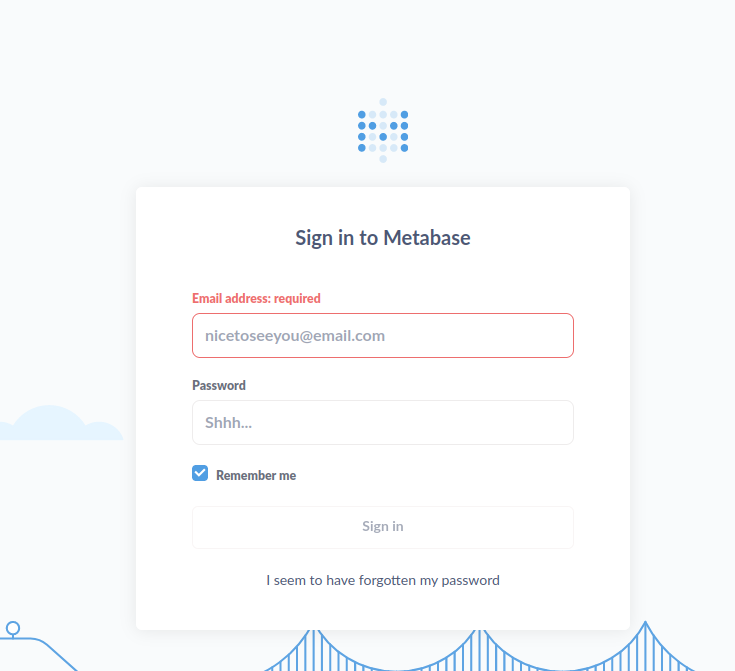 Sign in to Metabase
Email address: required
nicetoseeyou@email.com
Password
Shhh...
Remember me
Sign in
I seem to have forgotten my password